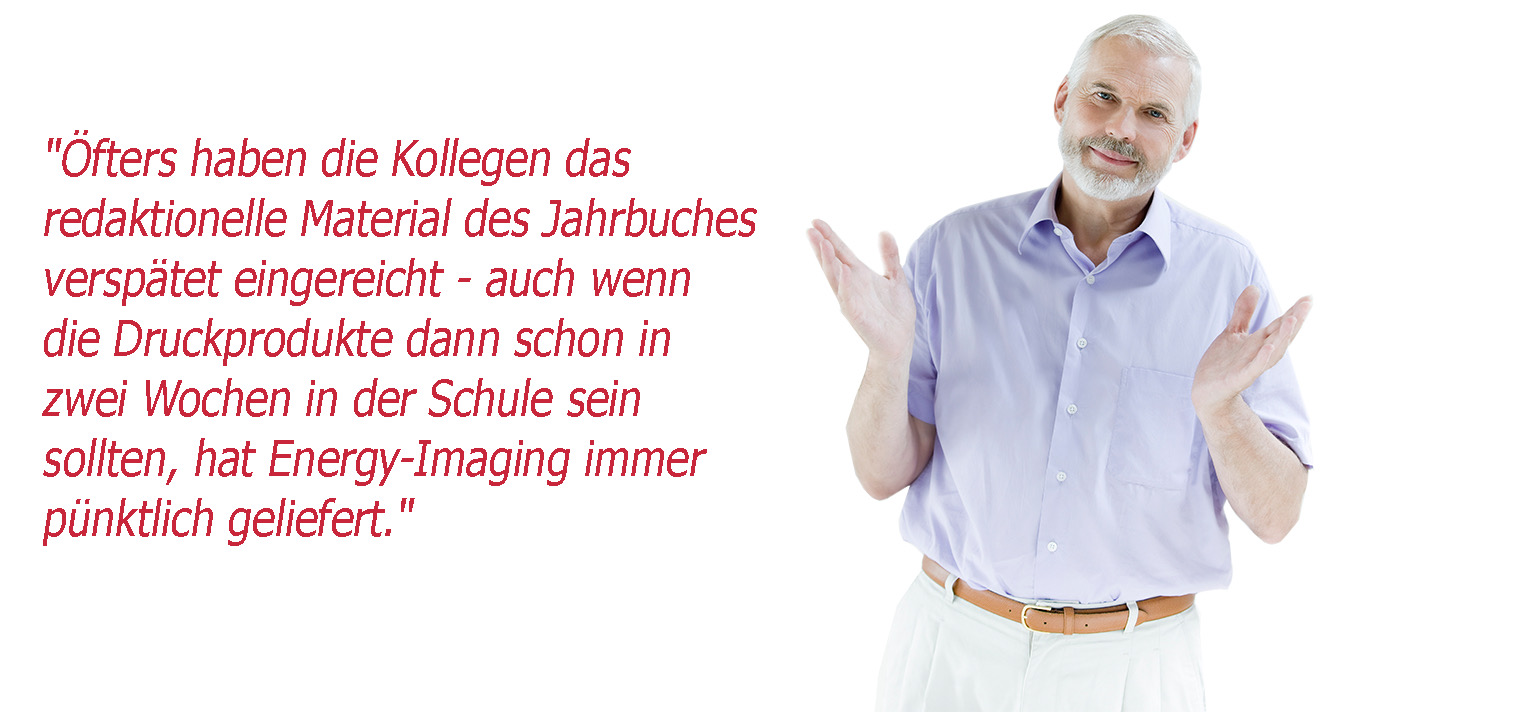 "Öfters haben die Kollegen das
redaktionelle Material des Jahrbuches
verspätet eingereicht - auch wenn
die Druckprodukte dann schon in
zwei Wochen in der Schule sein
sollten, hat Energy-Imaging immer
pünktlich geliefert."